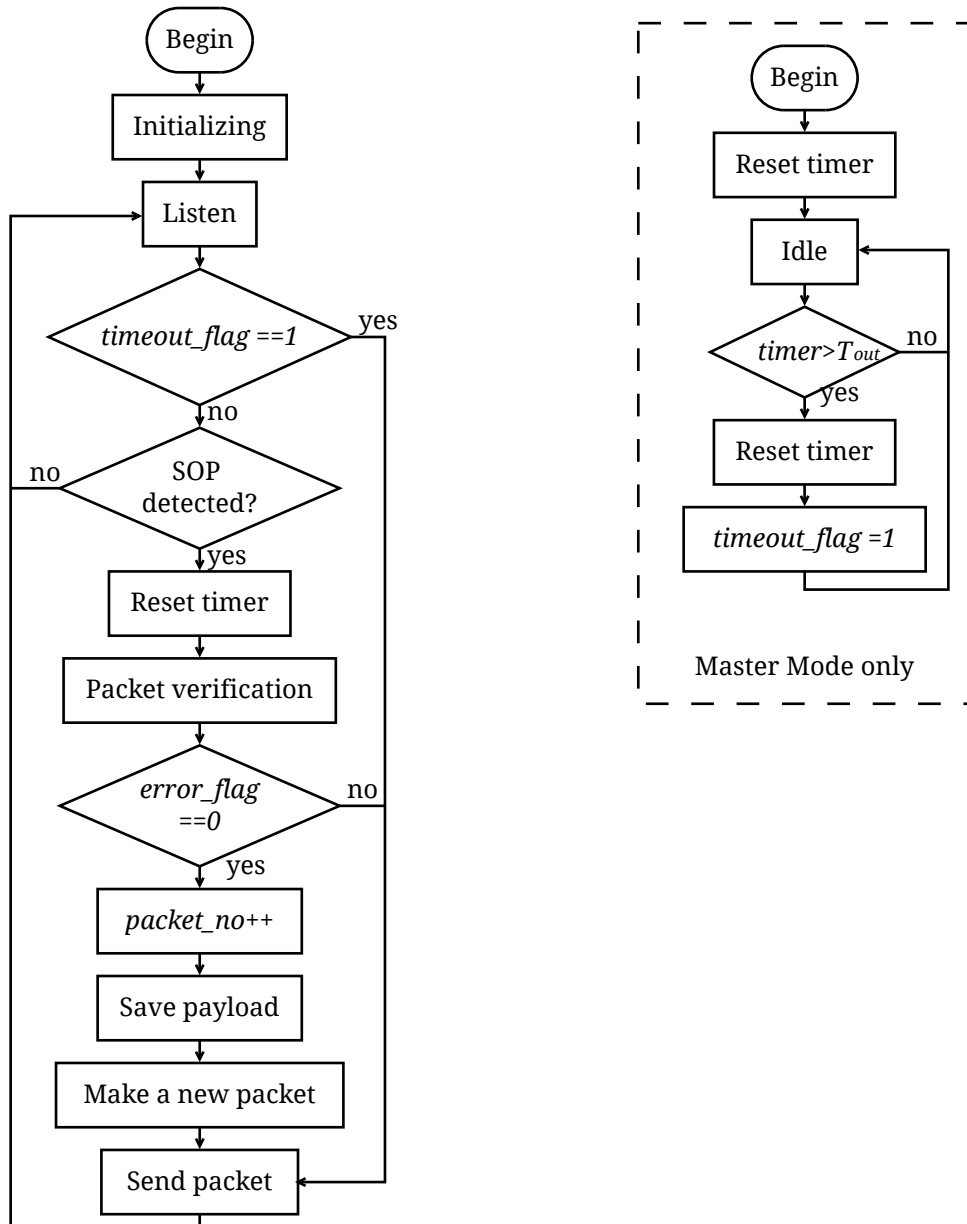 Begin
Initializing
Listen
timeout_flag ==1
yes
no
SOP
detected?
no
yes
Reset timer
Packet verification
error_flag
==0
no
yes
packet_no++
Save payload
Make a new packet
Send packet
Begin
Reset timer
Idle
timer>Tout
no
yes
Reset timer
timeout_flag =1
Master Mode only